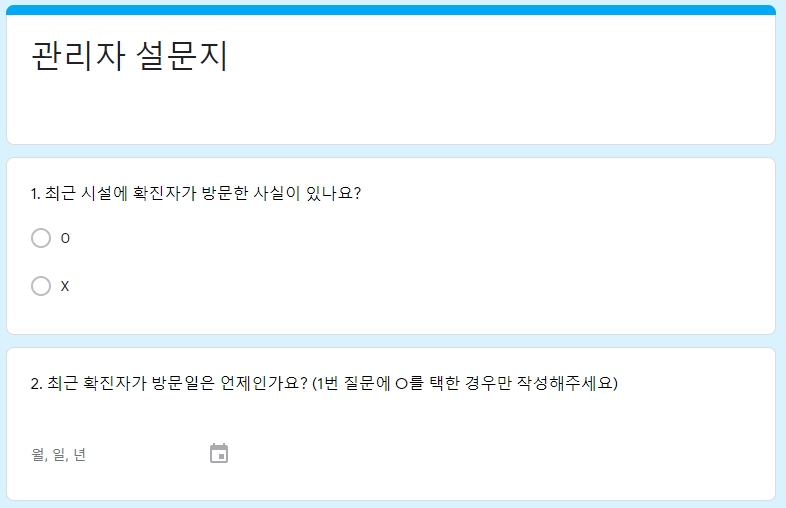 관리자 설문지
1. 최근 시설에 확진자가 방문한 사실이 있나요?
O
X
2. 최근 확진자가 방문일은 언제인가요? (1번 질문에 O를 택한 경우만 작성해주세요)
월, 일, 년